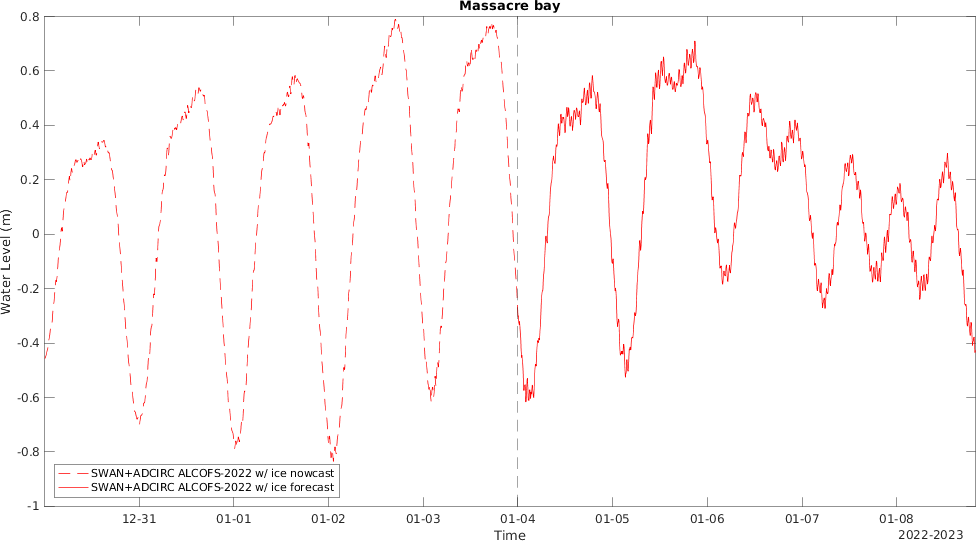 Massacre bay
0.8
0.6
0.4
0.2
0
-0.2
-0.4
-0.6
-0.8
-1
Water Level (m)
SWAN+ADCIRC ALCOFS-2022 w/ ice nowcast
SWAN+ADCIRC ALCOFS-2022 w/ ice forecast
12-31 01-01 01-02 01-03 01-04 01-05 01-06 01-07 01-08
Time
2022-2023